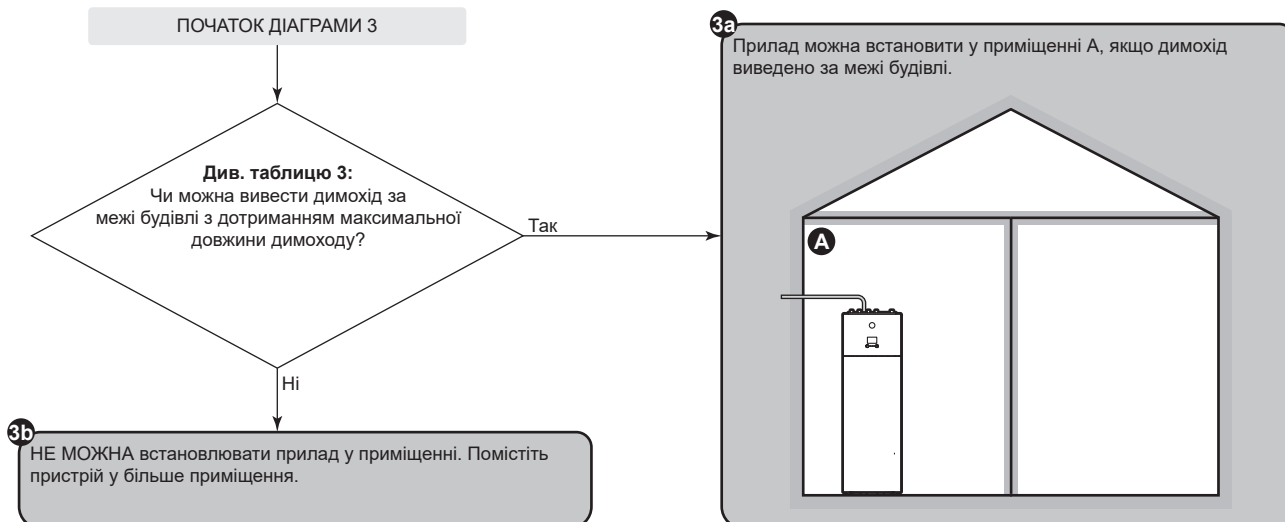 ПОЧАТОК ДІАГРАМИ 3
Див. таблицю 3:
Чи можна вивести димохід за
межі будівлі з дотриманням максимальної
довжини димоходу?
Так
Ні
3a
Прилад можна встановити у приміщенні А, якщо димохід
виведено за межі будівлі.
A
3b
НЕ МОЖНА встановлювати прилад у приміщенні. Помістіть
пристрій у більше приміщення.